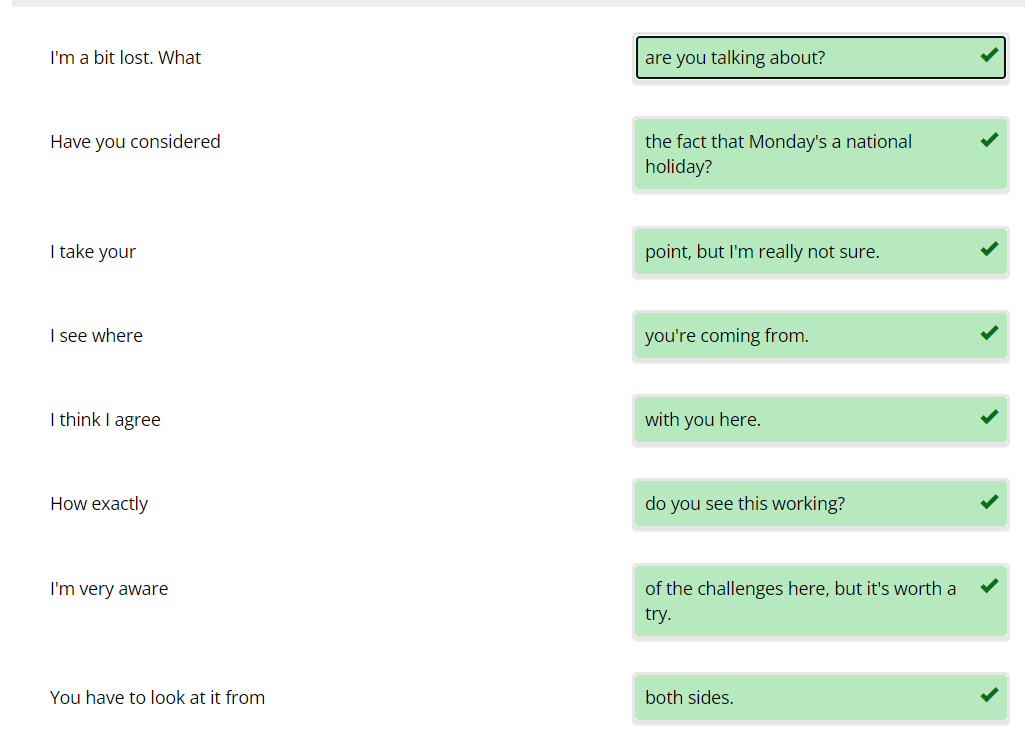 I'm a bit lost. What
are you talking about?
Have you considered
the fact that Monday's a national
holiday?
I take your
point, but I'm really not sure.
I see where
you're coming from.
I think I agree
with you here.
How exactly
do you see this working?
I'm very aware
of the challenges here, but it's worth a
try.
You have to look at it from
both sides.